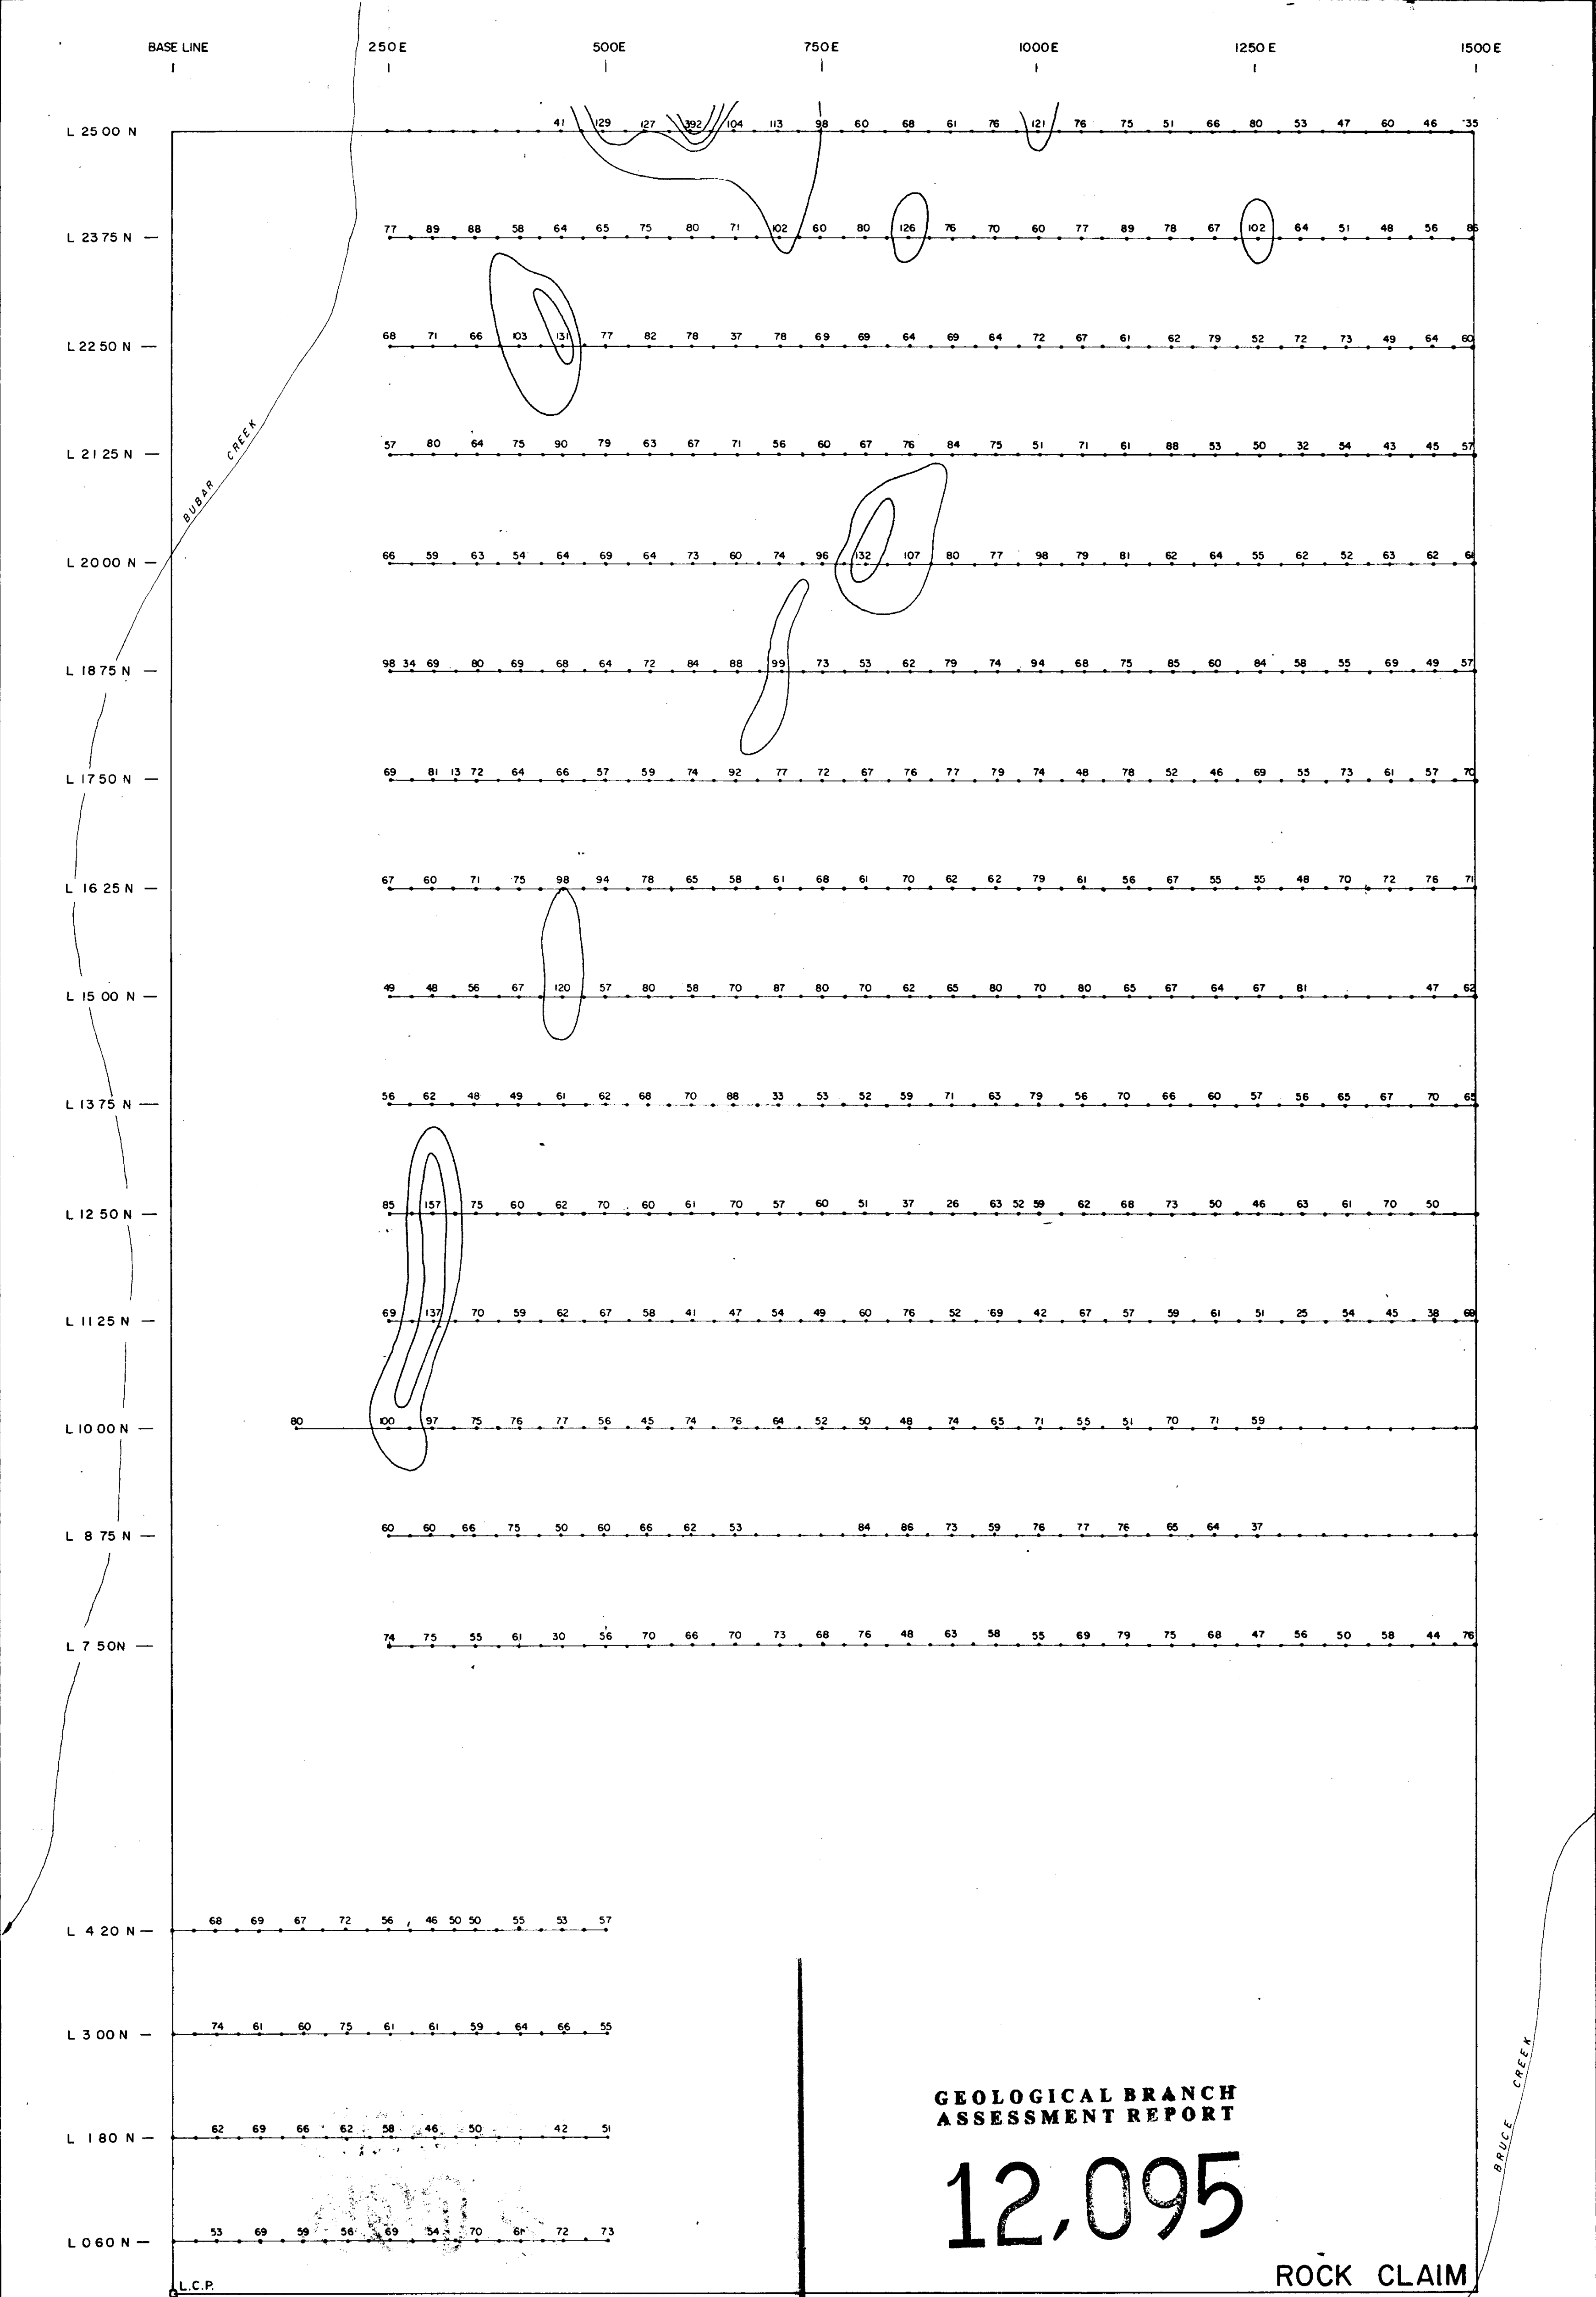 BASE LINE 250E 500E 750E 1000E 1250E 1500E
L 2500 N 41 129 127 392 104 113 98 60 68 61 76 121 76 75 51 66 80 53 47 60 46 35
L 2375 N — 77 89 88 58 64 65 75 80 71 102 60 80 126 76 70 60 77 89 78 67 102 64 51 48 56
L 2250 N — 68 71 66 103 131 77 82 78 37 78 69 69 64 69 64 72 67 61 62 79 52 72 73 49 64 60
BUBAR CREEK
L 2125 N — 57 80 64 75 90 79 63 67 71 56 60 67 76 84 75 51 71 61 88 53 50 32 54 43 45 57
L 2000 N — 66 59 63 54 64 69 64 73 60 74 96 132 107 80 77 98 79 81 62 64 55 62 52 63 62
L 1875 N — 98 34 69 80 69 68 64 72 84 88 99 73 53 62 79 74 94 68 75 85 60 84 58 55 69 49 57
L 1750 N — 69 81 13 72 64 66 57 59 74 92 77 72 67 76 77 79 74 48 78 52 46 69 55 73 61 57 70
L 1625 N — 67 60 71 75 98 94 78 65 58 61 68 61 70 62 62 79 61 56 67 55 55 48 70 72 76 71
L 1500 N — 49 48 56 67 120 57 80 58 70 87 80 70 62 65 80 70 80 65 67 64 67 81 47 62
L 1375 N — 56 62 48 49 61 62 68 70 88 33 53 52 59 71 63 79 56 70 66 60 57 56 65 67 70 65
L 1250 N — 85 157 75 60 62 70 60 61 70 57 60 51 37 26 63 52 59 62 68 73 50 46 63 61 70 50
L 1125 N — 69 137 70 59 62 67 58 41 47 54 49 60 76 52 69 42 67 57 59 61 51 25 54 45 38
L 1000 N — 80 100 97 75 76 77 56 45 74 76 64 52 50 48 74 65 71 55 51 70 71 59
L 875 N — 60 60 66 75 50 60 66 62 53 84 86 73 59 76 77 76 65 64 37
L 750N — 74 75 55 61 30 56 70 66 70 73 68 76 48 63 58 55 69 79 75 68 47 56 50 58 44 76
L 420 N — 68 69 67 72 56 46 50 50 55 53 57
L 300 N — 74 61 60 75 61 61 59 64 66 55
BRUCE CREEK
GEOLOGICAL BRANCH
ASSESSMENT REPORT
L 180 N — 62 69 66 62 58 46 50 42 51
12,095
L 060 N — 53 69 59 56 69 54 70 61 72 73
L.C.P.
ROCK CLAIM